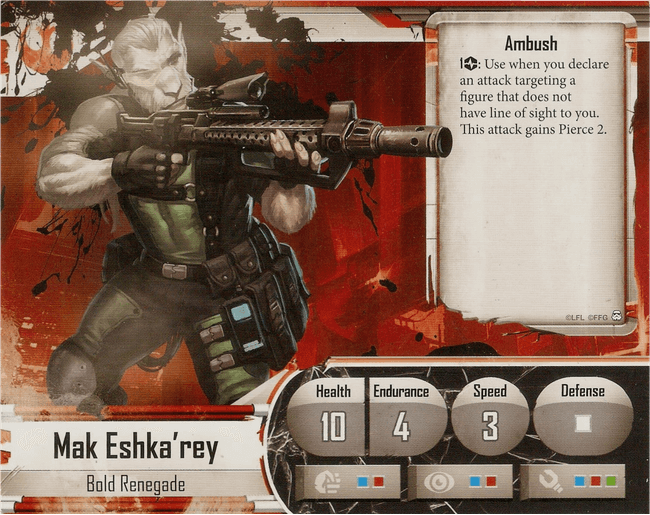 Ambush
1: Use when you declare
an attack targeting a
figure that does not
have line of sight to you.
This attack gains Pierce 2.
©LFL ©FFG
Health
Endurance
Speed
Defense
10
4
3
Mak Eshka'rey
Bold Renegade